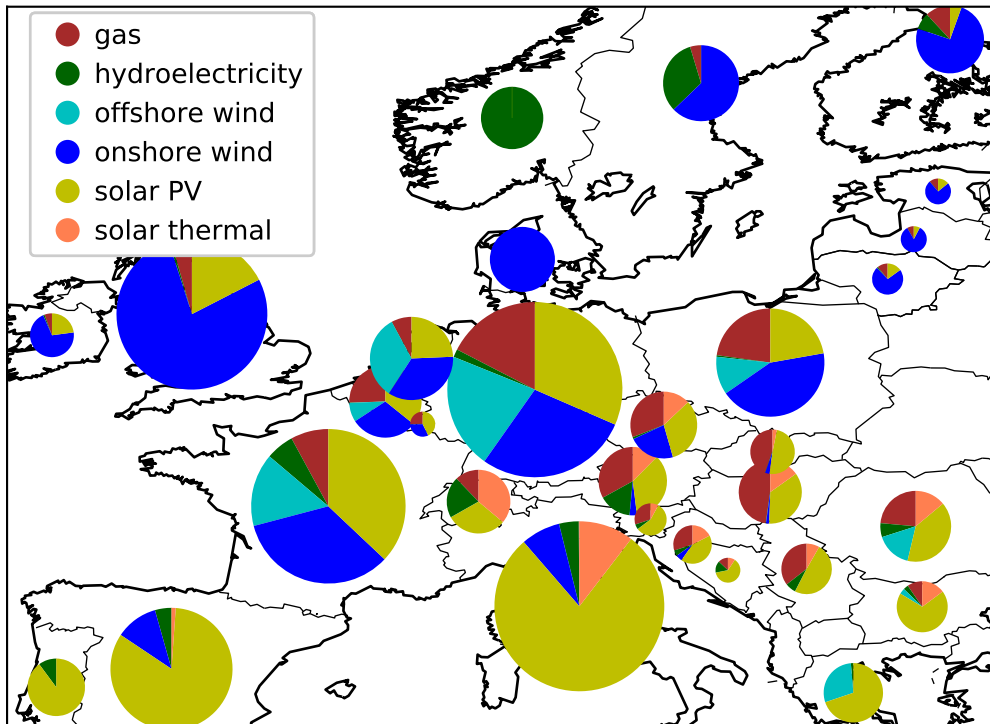 gas
hydroelectricity
offshore wind
onshore wind
solar PV
solar thermal